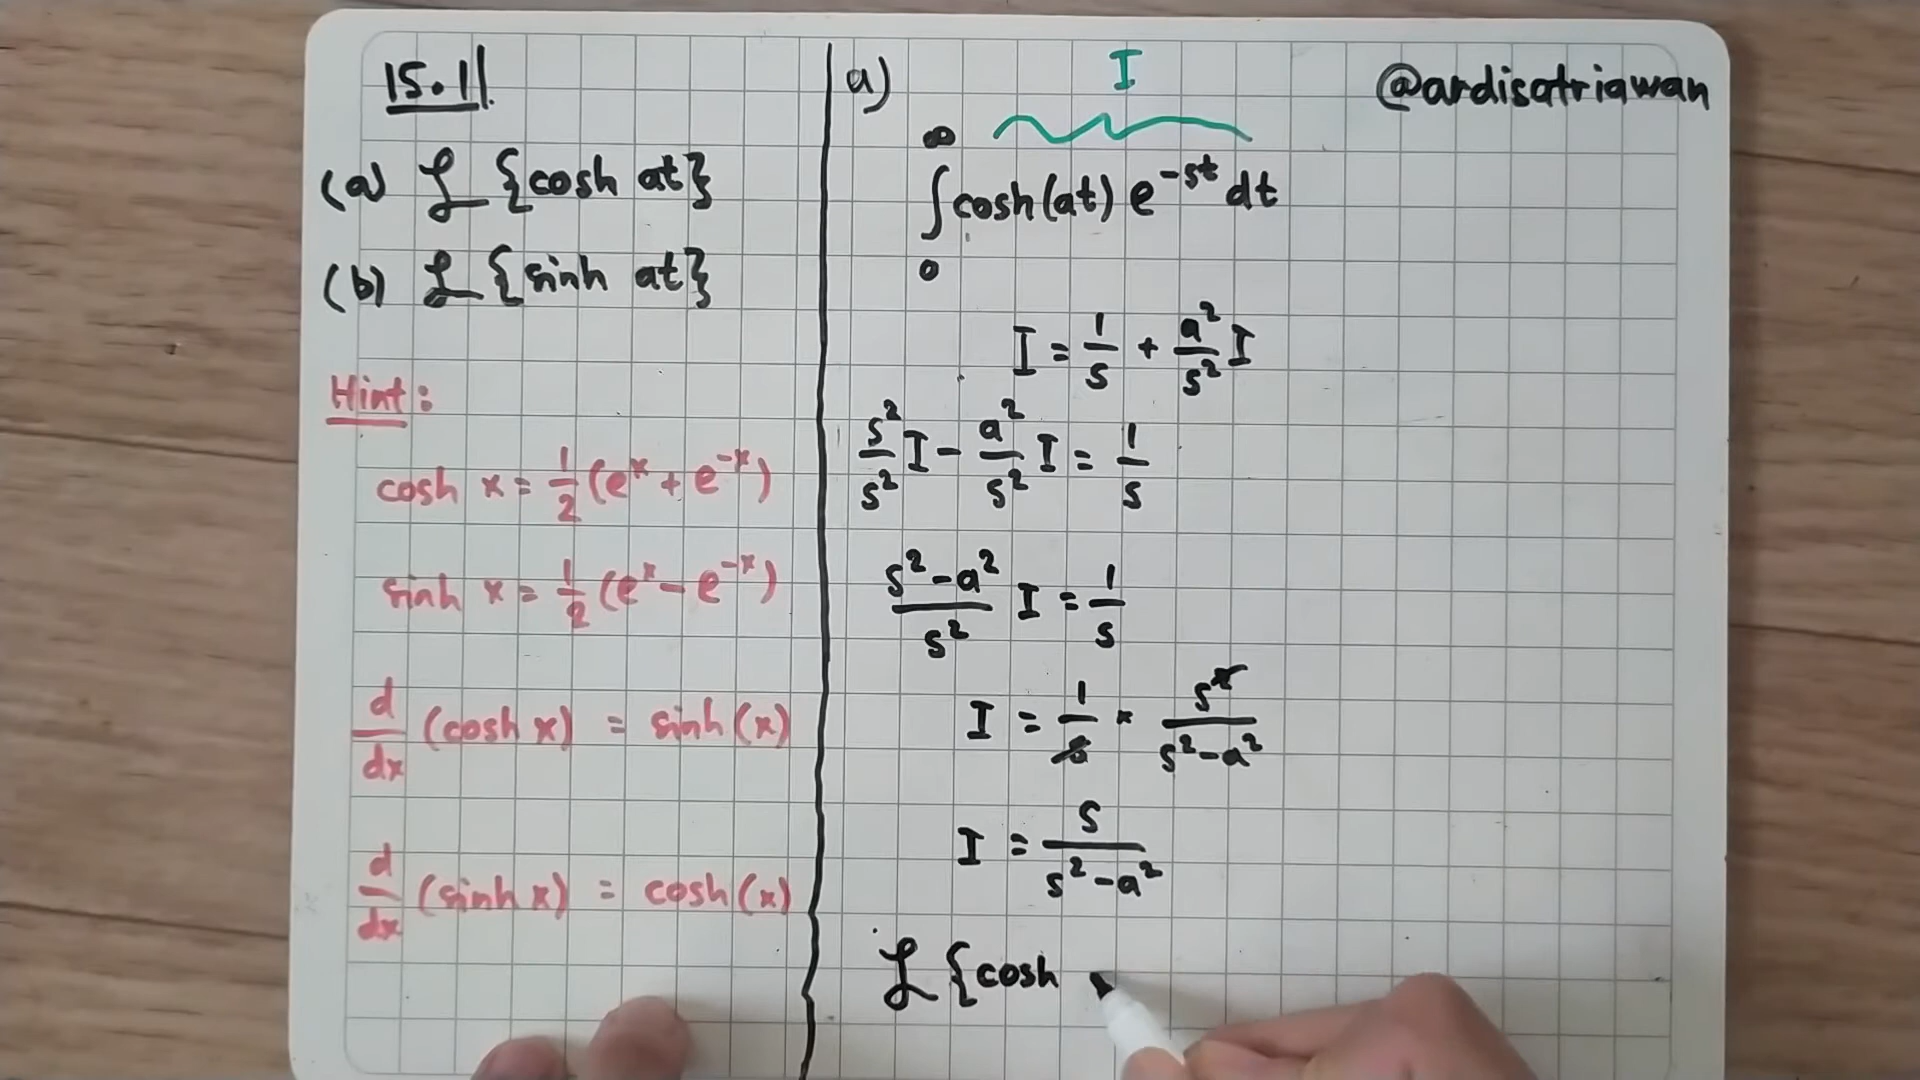 15.11.
(a) ℒ {cosh at}
(b) ℒ {sinh at}
Hint:
cosh x = 1/2 (e^x + e^-x)
sinh x = 1/2 (e^x - e^-x)
d/dx (cosh x) = sinh(x)
d/dx (sinh x) = cosh(x)
a)
I
@ardisatriawan
∫_0^∞ cosh(at) e^-st dt
I = 1/s + a²/s² I
s²/s² I - a²/s² I = 1/s
(s² - a²)/s² I = 1/s
I = 1/s × s²/(s² - a²)
I = s/(s² - a²)
ℒ {cosh